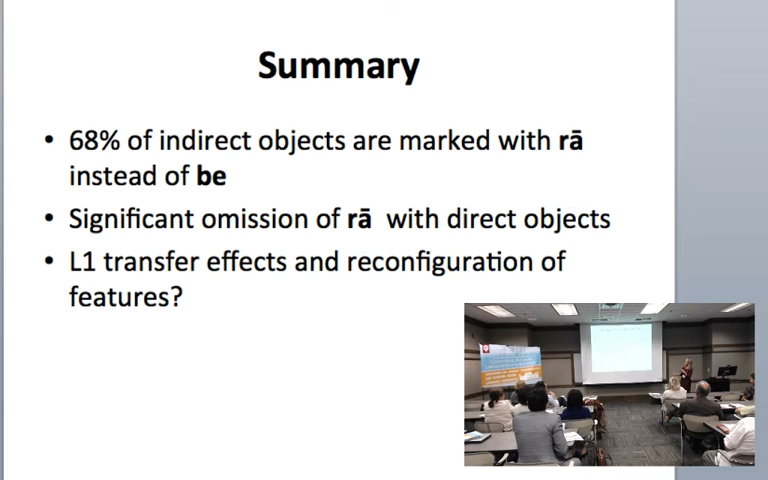 Summary
• 68% of indirect objects are marked with rā
instead of be
• Significant omission of rā with direct objects
• L1 transfer effects and reconfiguration of
features?